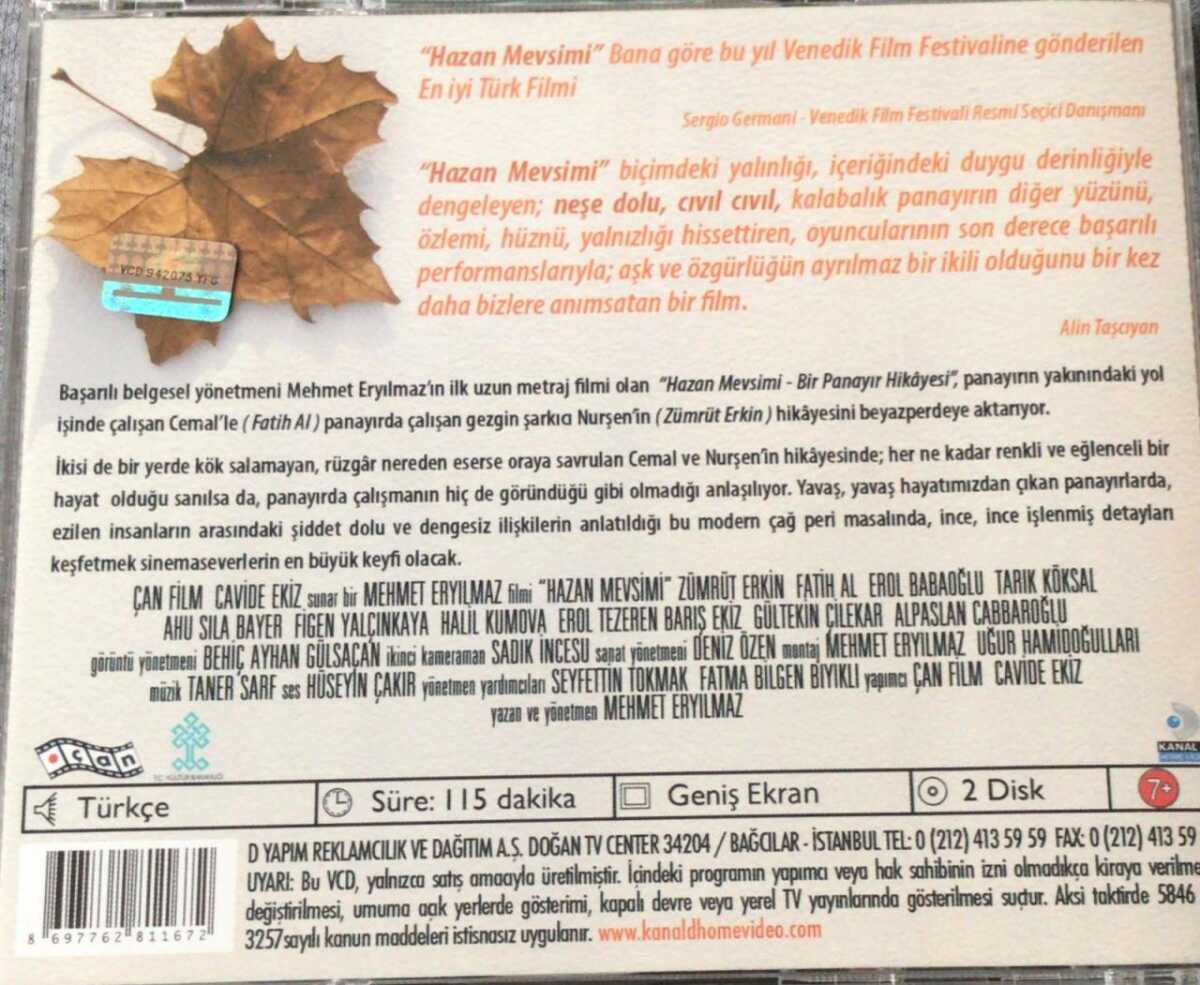 "Hazan Mevsimi" Bana göre bu yıl Venedik Film Festivaline gönderilen
En iyi Türk Filmi
Sergio Germani - Venedik Film Festivali Resmi Seçici Danışmanı
"Hazan Mevsimi" biçimdeki yalınlığı, içeriğindeki duygu derinliğiyle
dengeleyen; neşe dolu, cıvıl cıvıl, kalabalık panayırın diğer yüzünü,
özlemi, hüznü, yalnızlığı hissettiren, oyuncularının son derece başarılı
performanslarıyla; aşk ve özgürlüğün ayrılmaz bir ikili olduğunu bir kez
daha bizlere anımsatan bir film.
Alin Taşcıyan
VCD 942075 YFG
Başarılı belgesel yönetmeni Mehmet Eryılmaz'ın ilk uzun metraj filmi olan "Hazan Mevsimi - Bir Panayır Hikâyesi", panayırın yakınındaki yol
işinde çalışan Cemal'le ( Fatih Al ) panayırda çalışan gezgin şarkıcı Nurşen'in ( Zümrüt Erkin ) hikâyesini beyazperdeye aktarıyor.
İkisi de bir yerde kök salamayan, rüzgâr nereden eserse oraya savrulan Cemal ve Nurşen'in hikâyesinde; her ne kadar renkli ve eğlenceli bir
hayat olduğu sanılsa da, panayırda çalışmanın hiç de göründüğü gibi olmadığı anlaşılıyor. Yavaş, yavaş hayatımızdan çıkan panayırlarda,
ezilen insanların arasındaki şiddet dolu ve dengesiz ilişkilerin anlatıldığı bu modern çağ peri masalında, ince, ince işlenmiş detayları
keşfetmek sinemaseverlerin en büyük keyfi olacak.
ÇAN FİLM CAVİDE EKİZ sunar bir MEHMET ERYILMAZ filmi "HAZAN MEVSİMİ" ZÜMRÜT ERKİN FATİH AL EROL BABAOĞLU TARIK KÖKSAL
AHU SILA BAYER FİGEN YALÇINKAYA HALİL KUMOVA EROL TEZEREN BARIŞ EKİZ GÜLTEKİN ÇİLEKAR ALPASLAN CABBAROĞLU
görüntü yönetmeni BEHİÇ AYHAN GÜLSAÇAN ikinci kameraman SADIK İNCESU sanat yönetmeni DENİZ ÖZEN montaj MEHMET ERYILMAZ UĞUR HAMİDOĞULLARI
müzik TANER SARF ses HÜSEYİN ÇAKIR yönetmen yardımcıları SEYFETTİN TOKMAK FATMA BİLGEN BIYIKLI yapımcı ÇAN FİLM CAVİDE EKİZ
yazan ve yönetmen MEHMET ERYILMAZ
çan
T.C. KÜLTÜR BAKANLIĞI
KANAL
Türkçe
Süre: 115 dakika
Geniş Ekran
2 Disk
7+
D YAPIM REKLAMCILIK VE DAĞITIM A.Ş. DOĞAN TV CENTER 34204 / BAĞCILAR - İSTANBUL TEL: 0 (212) 413 59 59 FAX: 0 (212) 413 59
UYARI: Bu VCD, yalnızca satış amacıyla üretilmiştir. İçindeki programın yapımcı veya hak sahibinin izni olmadıkça kiraya verilme
değiştirilmesi, umuma açık yerlerde gösterimi, kapalı devre veya yerel TV yayınlarında gösterilmesi suçtur. Aksi taktirde 5846
3257sayılı kanun maddeleri istisnasız uygulanır. www.kanaldhomevideo.com
8 697762 811672